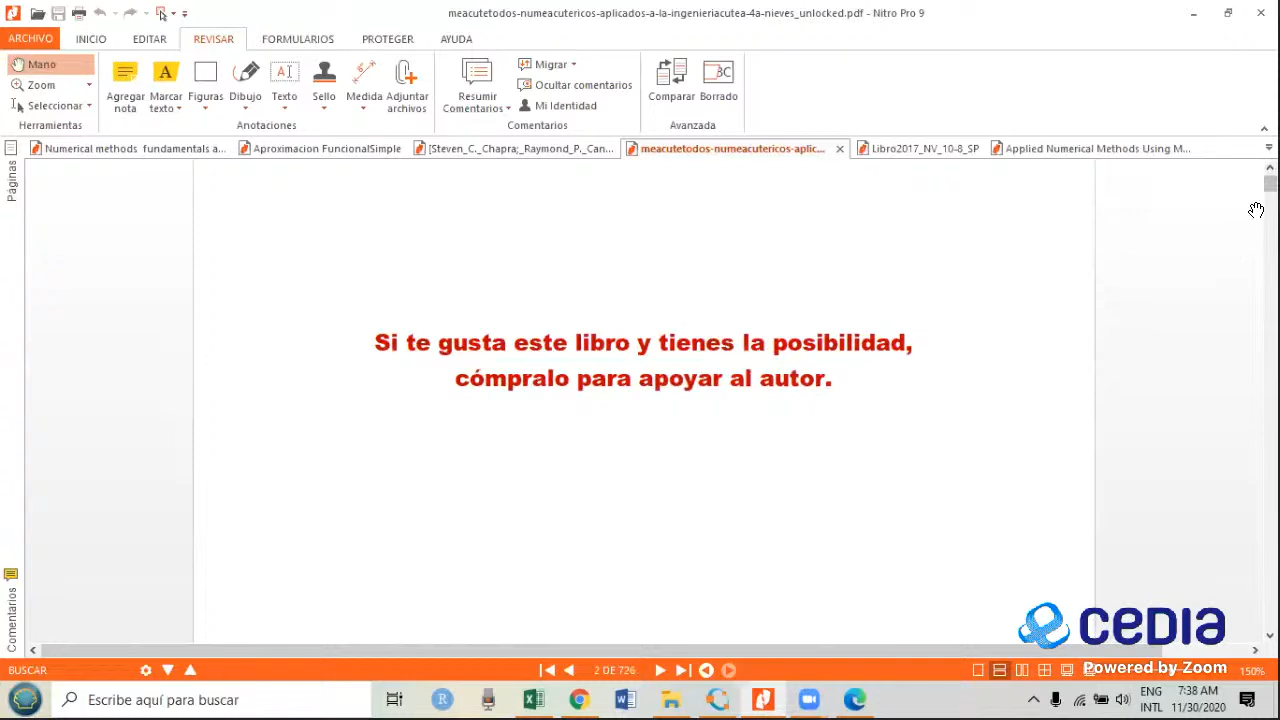 meacutetodos-numeacutericos-aplicados-a-la-ingenieriacutea-4a-nieves_unlocked.pdf - Nitro Pro 9
ARCHIVO INICIO EDITAR REVISAR FORMULARIOS PROTEGER AYUDA
Mano
Zoom
Seleccionar
Herramientas
Agregar nota
Marcar texto
Figuras
Dibujo
Texto
Sello
Medida
Adjuntar archivos
Anotaciones
Resumir Comentarios
Migrar
Ocultar comentarios
Mi Identidad
Comentarios
Comparar
Borrado
Avanzada
Numerical methods fundamentals a...
Aproximacion FuncionalSimple
[Steven_C._Chapra;_Raymond_P._Can...
meacutetodos-numeacutericos-aplic...
Libro2017_NV_10-8_SP
Applied Numerical Methods Using M...
Páginas
Si te gusta este libro y tienes la posibilidad,
cómpralo para apoyar al autor.
Comentarios
cedia
Powered by Zoom
BUSCAR
2 DE 726
150%
Escribe aquí para buscar
ENG
INTL
7:38 AM
11/30/2020